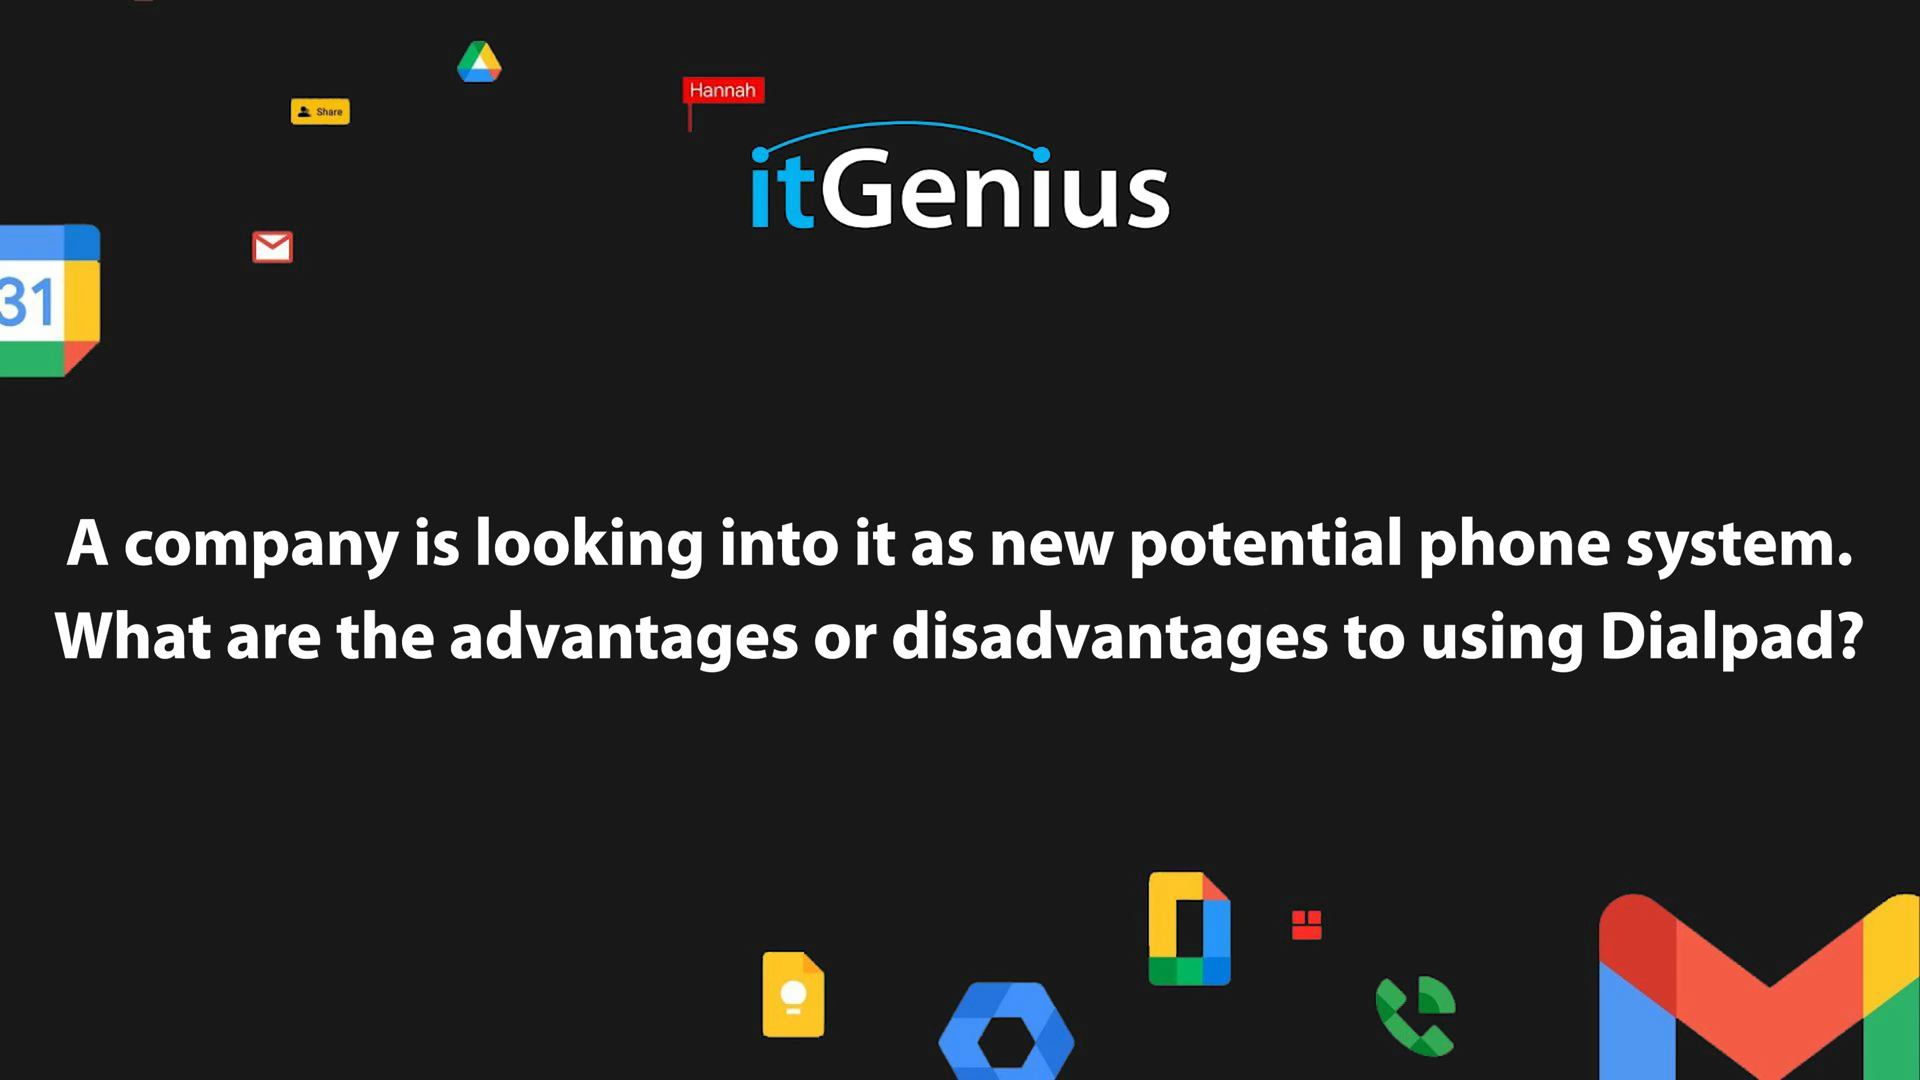 Hannah
Share
itGenius
31
A company is looking into it as new potential phone system.
What are the advantages or disadvantages to using Dialpad?